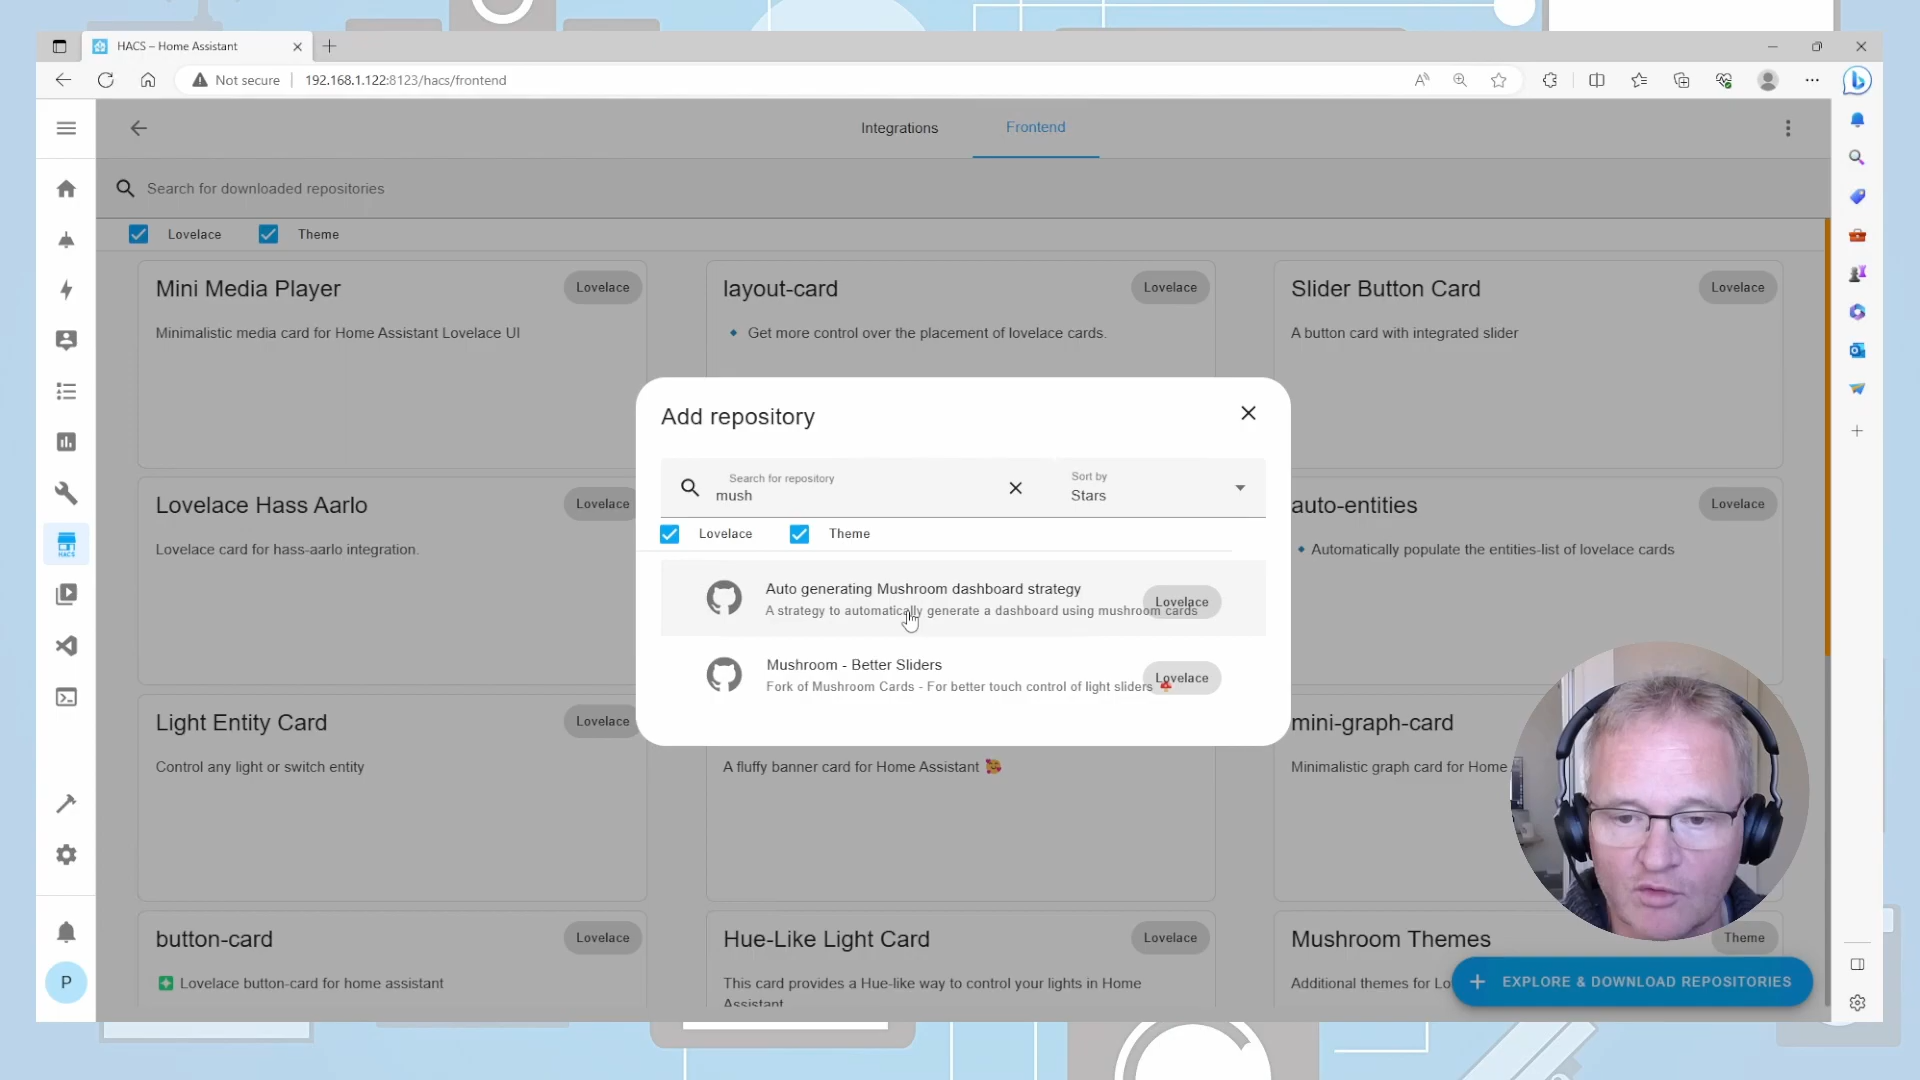 HACS – Home Assistant
Not secure
192.168.1.122:8123/hacs/frontend
Integrations
Frontend
Search for downloaded repositories
Lovelace
Theme
Mini Media Player
Lovelace
Minimalistic media card for Home Assistant Lovelace UI
layout-card
Lovelace
Get more control over the placement of lovelace cards.
Slider Button Card
Lovelace
A button card with integrated slider
Add repository
Search for repository
mush
Sort by
Stars
Lovelace
Theme
Auto generating Mushroom dashboard strategy
A strategy to automatically generate a dashboard using mushroom cards
Lovelace
Mushroom - Better Sliders
Fork of Mushroom Cards - For better touch control of light sliders
Lovelace
Lovelace Hass Aarlo
Lovelace
Lovelace card for hass-aarlo integration.
auto-entities
Lovelace
Automatically populate the entities-list of lovelace cards
HACS
Light Entity Card
Lovelace
Control any light or switch entity
A fluffy banner card for Home Assistant
mini-graph-card
Minimalistic graph card for Home
button-card
Lovelace
Lovelace button-card for home assistant
Hue-Like Light Card
Lovelace
This card provides a Hue-like way to control your lights in Home
Assistant
Mushroom Themes
Theme
Additional themes for Lo
EXPLORE & DOWNLOAD REPOSITORIES
P